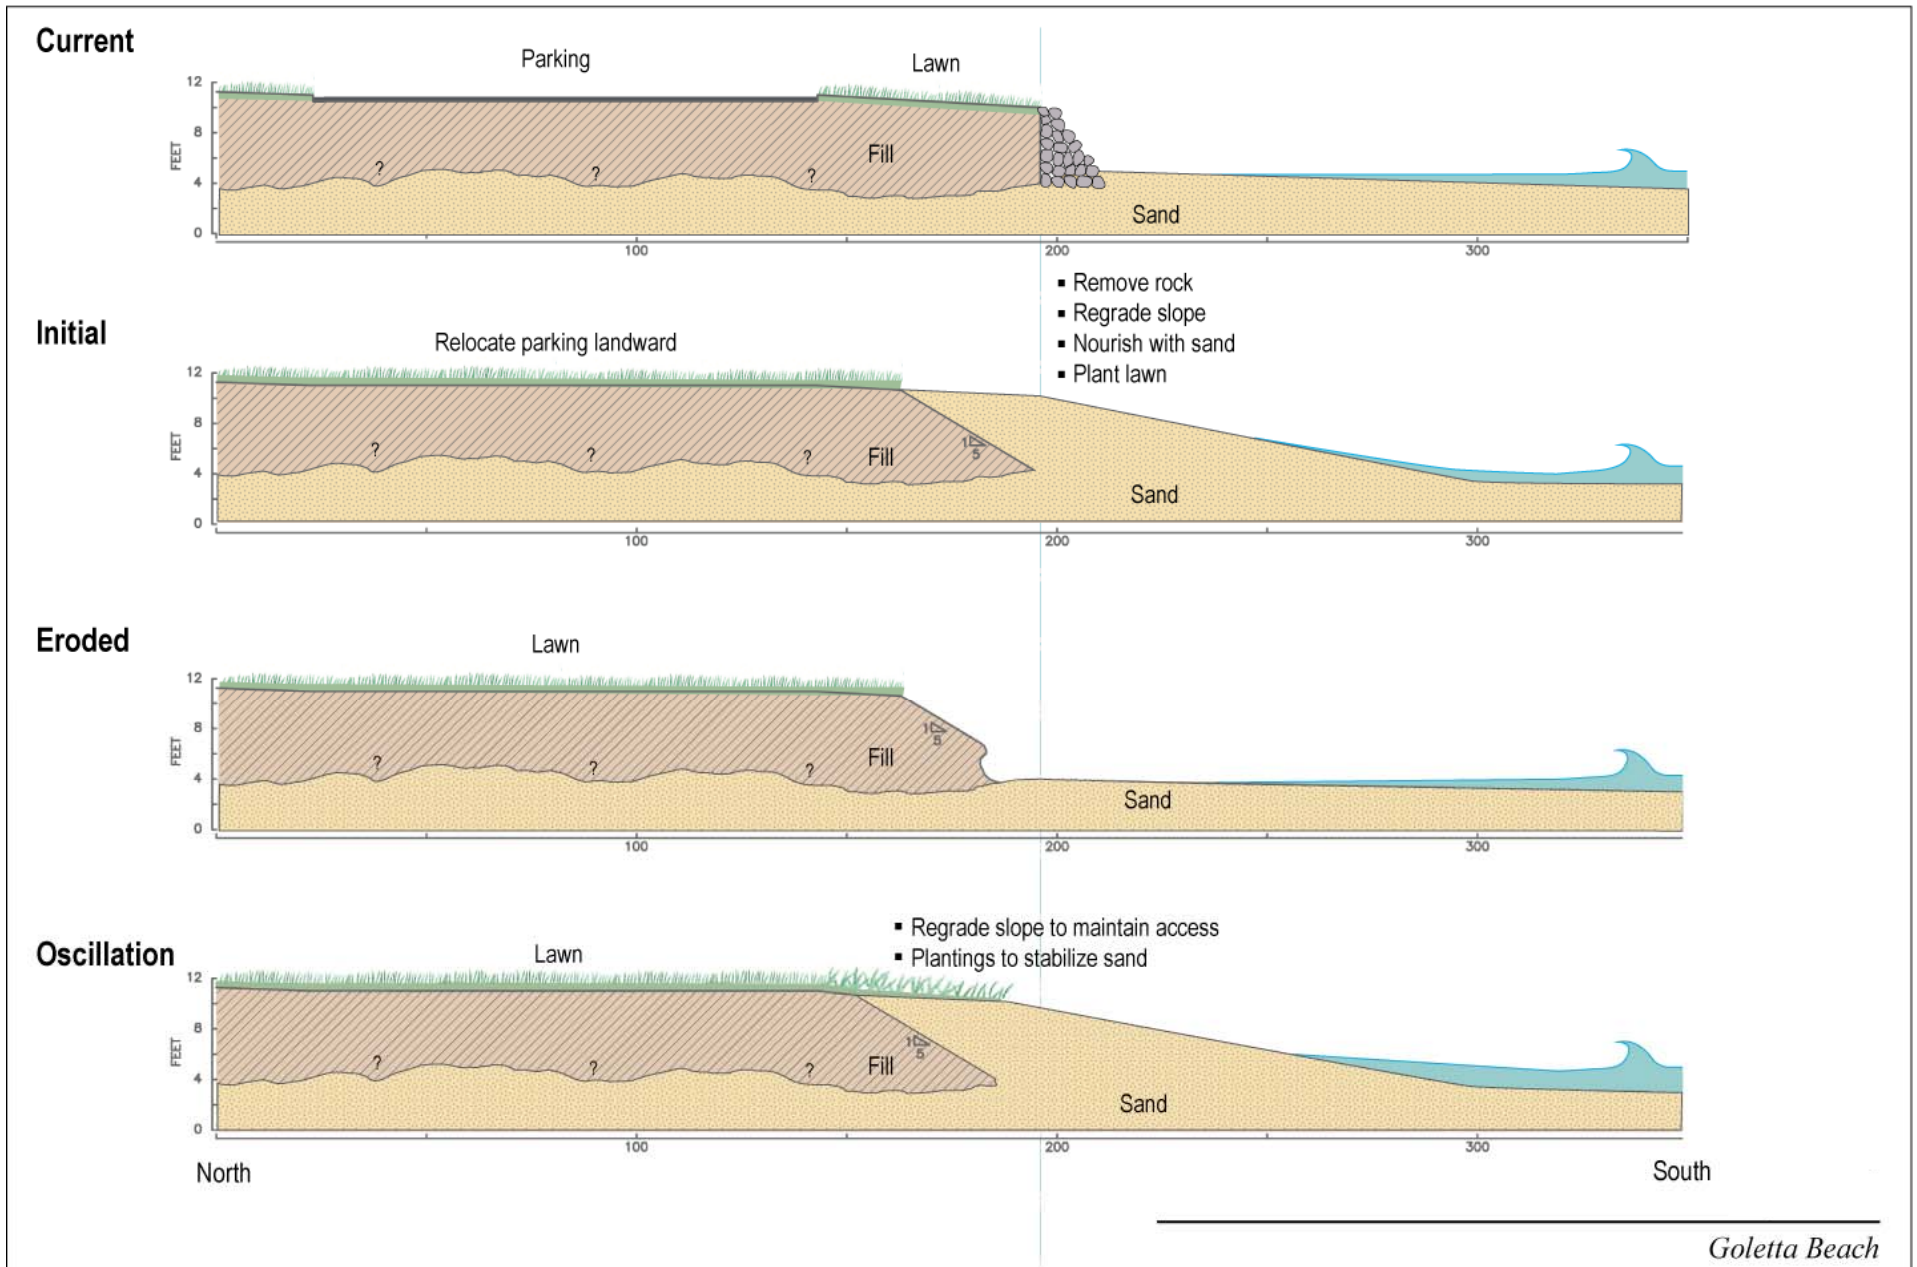 Current
Parking
Lawn
12
8
4
0
FEET
?
?
?
Fill
Sand
100
200
300
▪ Remove rock
▪ Regrade slope
▪ Nourish with sand
▪ Plant lawn
Initial
Relocate parking landward
12
8
4
0
FEET
?
?
?
Fill
1
5
Sand
100
200
300
Eroded
Lawn
12
8
4
0
FEET
?
?
?
Fill
1
5
Sand
100
200
300
▪ Regrade slope to maintain access
▪ Plantings to stabilize sand
Oscillation
Lawn
12
8
4
0
FEET
?
?
?
Fill
1
5
Sand
100
200
300
North
South
Goletta Beach